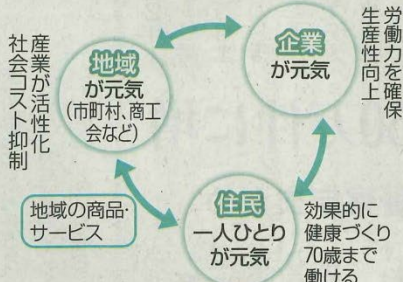 産業が活性化
社会コスト抑制
地域
が元気
(市町村、商工
会など)
企業
が元気
労働力を確保
生産性向上
地域の商品・
サービス
住民
一人ひとり
が元気
効果的に
健康づくり
70歳まで
働ける